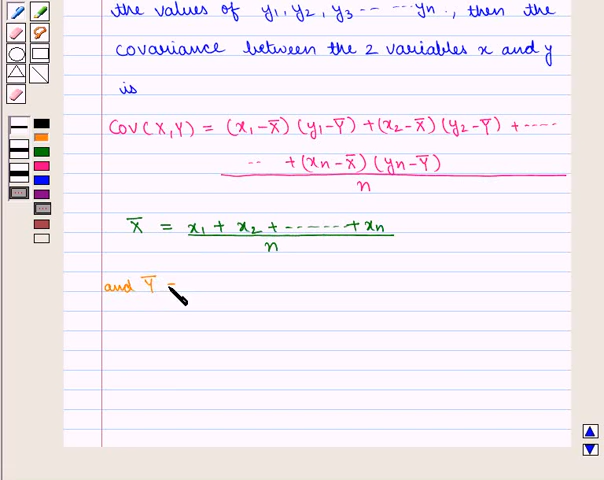 the values of y₁, y₂, y₃ - - ..... yn., then the
covariance between the 2 variables x and y
is
Cov(X,Y) = (x₁-X̅) (y₁-Y̅) + (x₂-X̅) (y₂-Y̅) + -----
-- + (xn-X̅) (yn-Y̅)
n
X̅ = x₁ + x₂ + ------- + xn
n
and Y̅ =